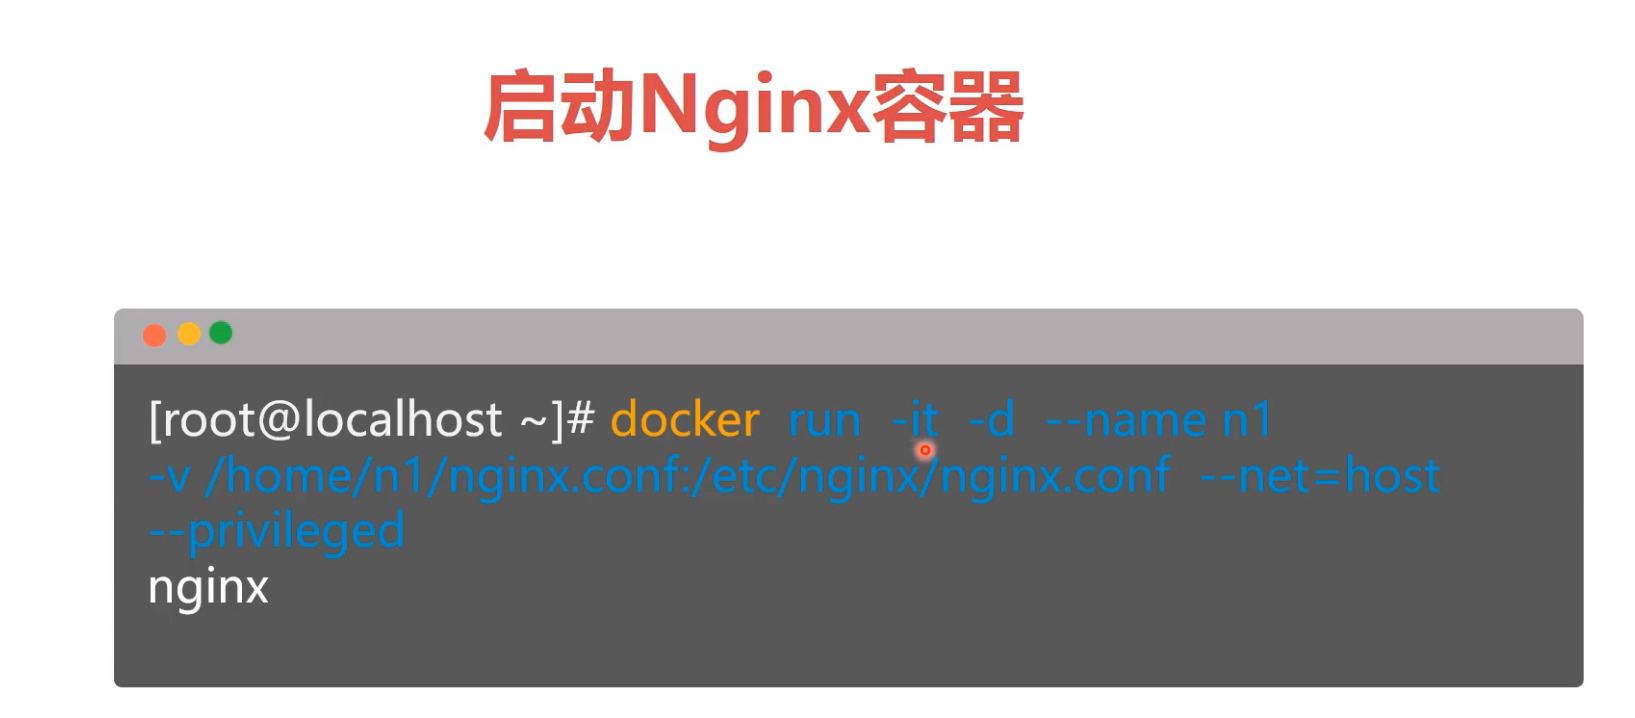 启动Nginx容器
[root@localhost ~]# docker run -it -d --name n1
-v /home/n1/nginx.conf:/etc/nginx/nginx.conf --net=host
--privileged
nginx